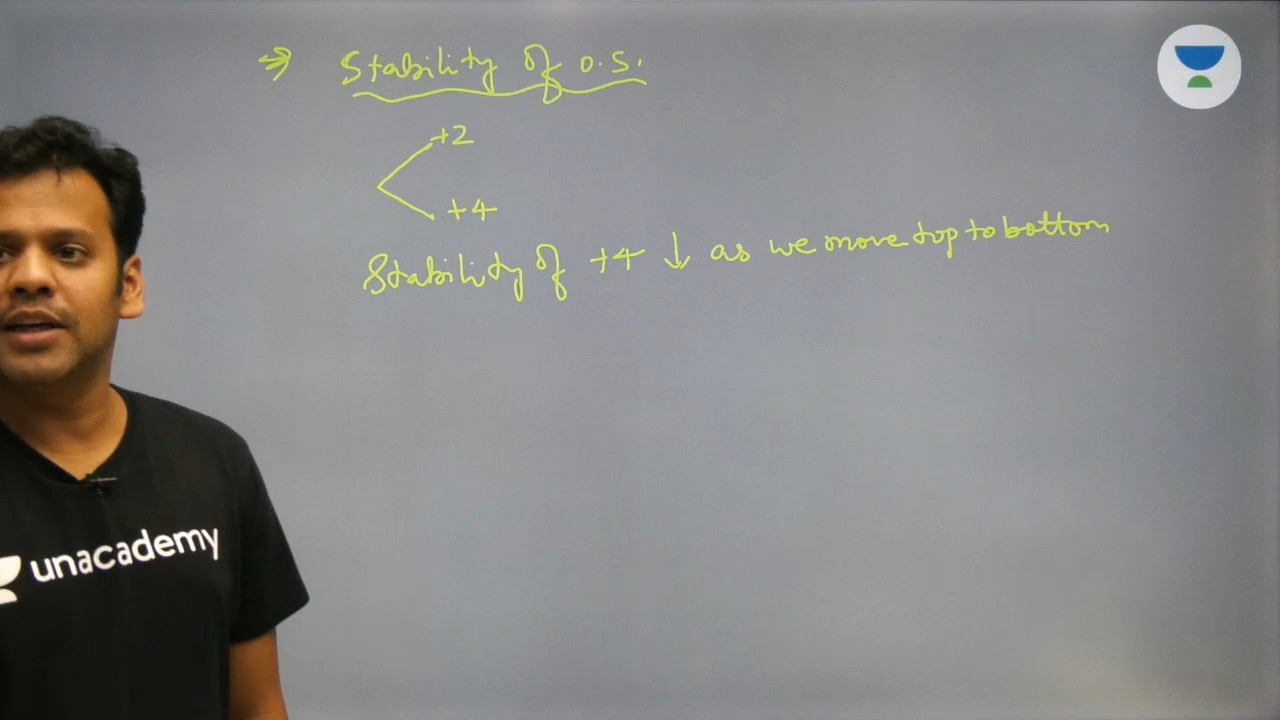 ⇒ Stability of O.S.
+2
+4
Stability of +4 ↓ as we move top to bottom
unacademy